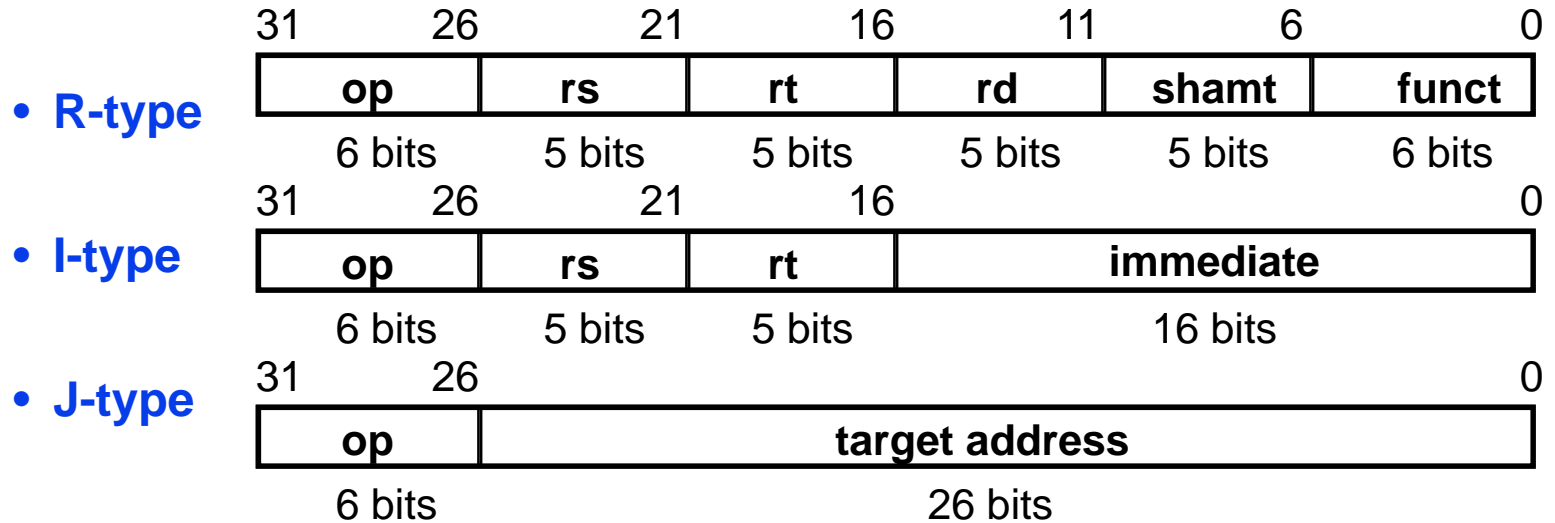 31 26 21 16 11 6 0
• R-type op rs rt rd shamt funct
6 bits 5 bits 5 bits 5 bits 5 bits 6 bits
31 26 21 16 0
• I-type op rs rt immediate
6 bits 5 bits 5 bits 16 bits
31 26 0
• J-type op target address
6 bits 26 bits